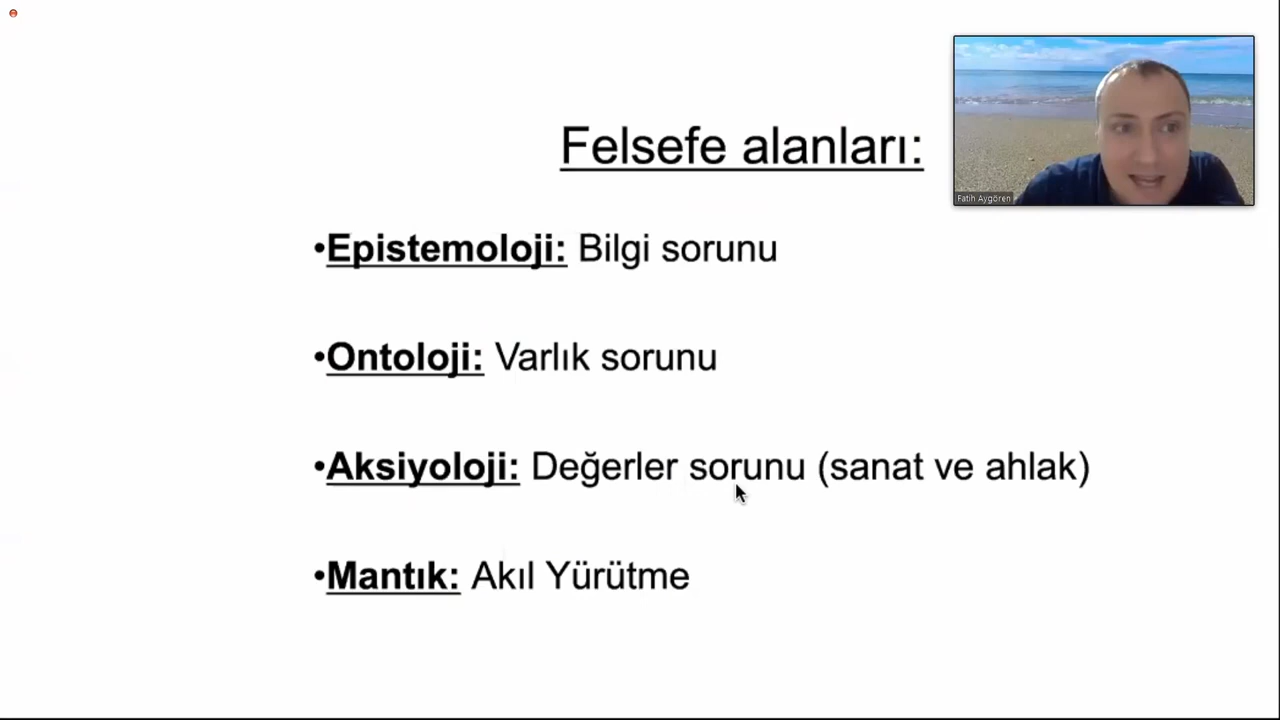 Felsefe alanları:
Fatih Aygören
•Epistemoloji: Bilgi sorunu
•Ontoloji: Varlık sorunu
•Aksiyoloji: Değerler sorunu (sanat ve ahlak)
•Mantık: Akıl Yürütme